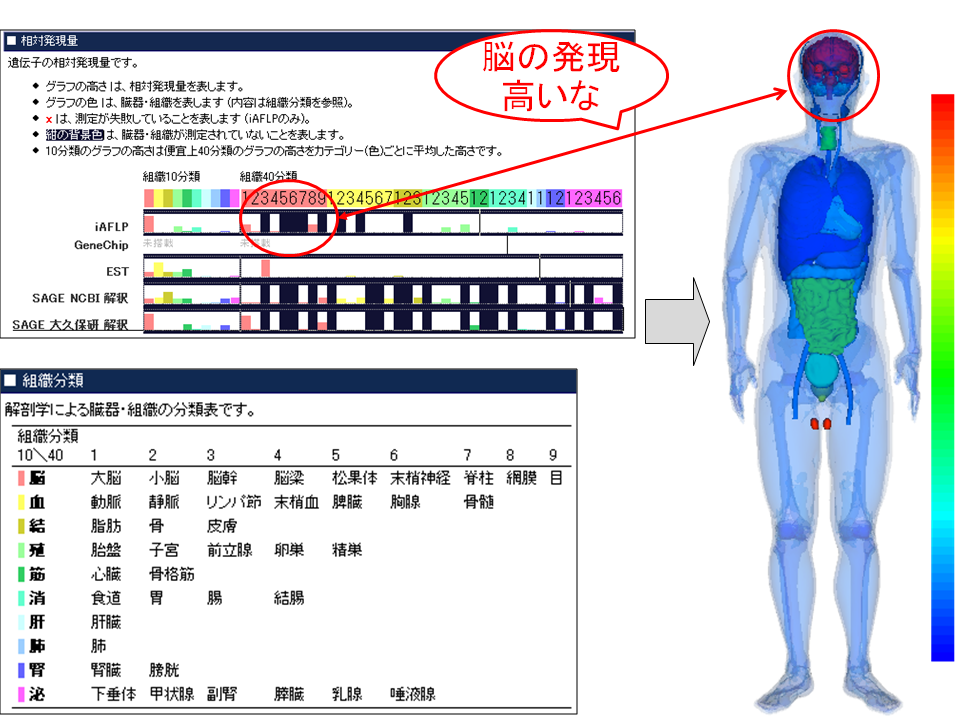 ■ 相対発現量
遺伝子の相対発現量です。
◆ グラフの高さは、相対発現量を表します。
◆ グラフの色は、臓器・組織を表します(内容は組織分類を参照)。
◆ xは、測定が失敗していることを表します(iAFLPのみ)。
◆ 紺の背景色は、臓器・組織が測定されていないことを表します。
◆ 10分類のグラフの高さは便宜上40分類のグラフの高さをカテゴリー(色)ごとに平均した高さです。
組織10分類 組織40分類
1234567891234567123123451212341112123456
iAFLP
GeneChip 未搭載 未搭載
EST
SAGE NCBI 解釈
SAGE 大久保研 解釈
脳の発現
高いな
■ 組織分類
解剖学による臓器・組織の分類表です。
組織分類
10\40 1 2 3 4 5 6 7 8 9
脳 大脳 小脳 脳幹 脳梁 松果体 末梢神経 脊柱 網膜 目
血 動脈 静脈 リンパ節 末梢血 脾臓 胸腺 骨髄
結 脂肪 骨 皮膚
殖 胎盤 子宮 前立腺 卵巣 精巣
筋 心臓 骨格筋
消 食道 胃 腸 結腸
肝 肝臓
肺 肺
腎 腎臓 膀胱
泌 下垂体 甲状腺 副腎 膵臓 乳腺 唾液腺